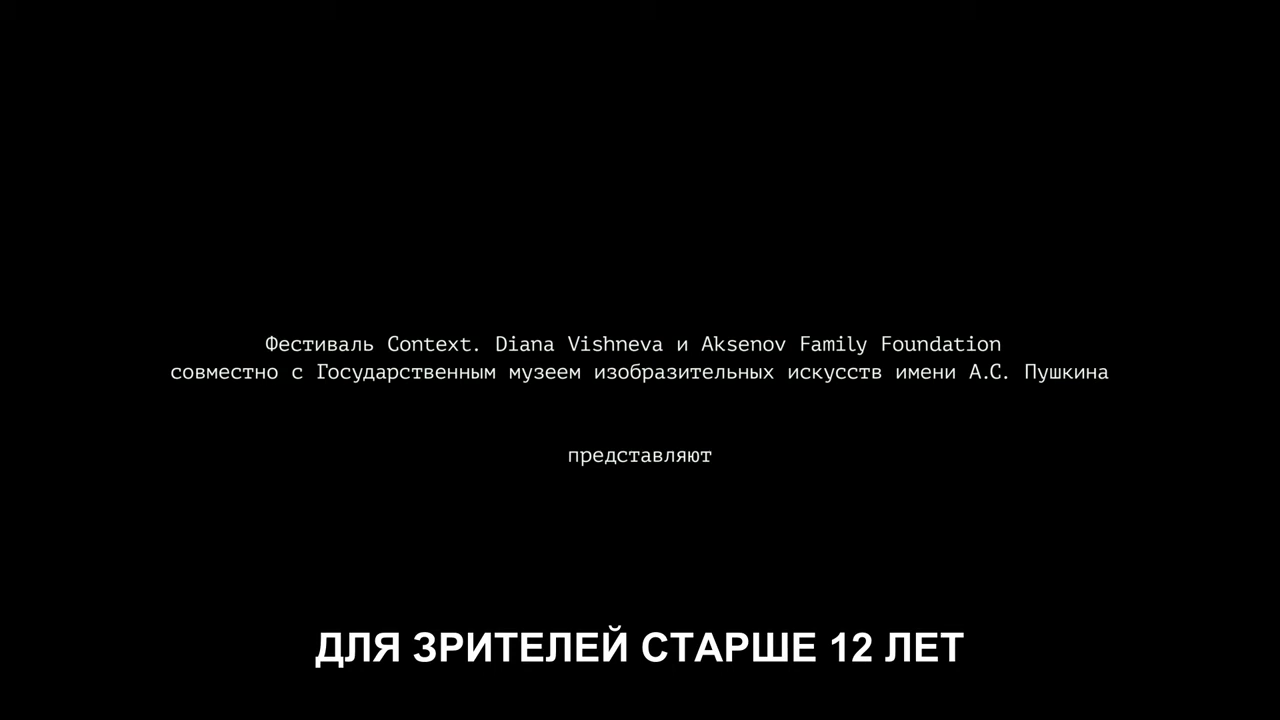 Фестиваль Context. Diana Vishneva и Aksenov Family Foundation
совместно с Государственным музеем изобразительных искусств имени А.С. Пушкина
представляют
ДЛЯ ЗРИТЕЛЕЙ СТАРШЕ 12 ЛЕТ